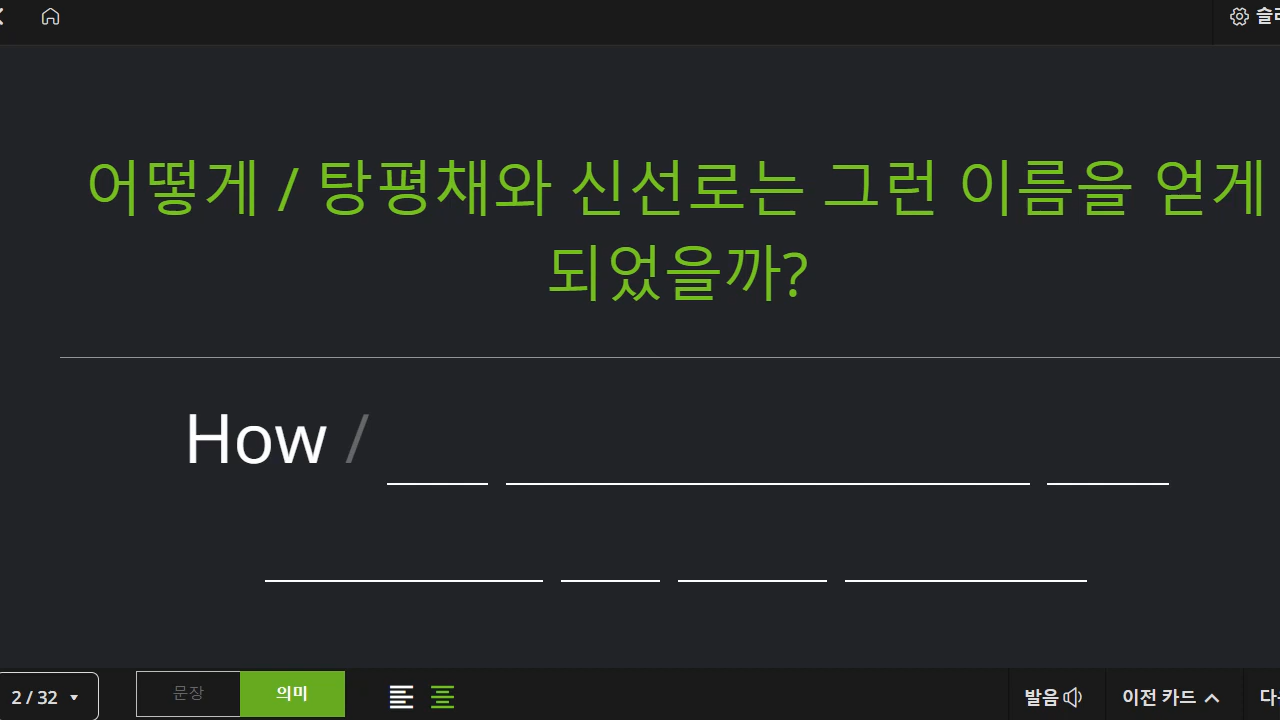 어떻게 / 탕평채와 신선로는 그런 이름을 얻게
되었을까?
How /
2 / 32
문장
의미
발음
이전 카드